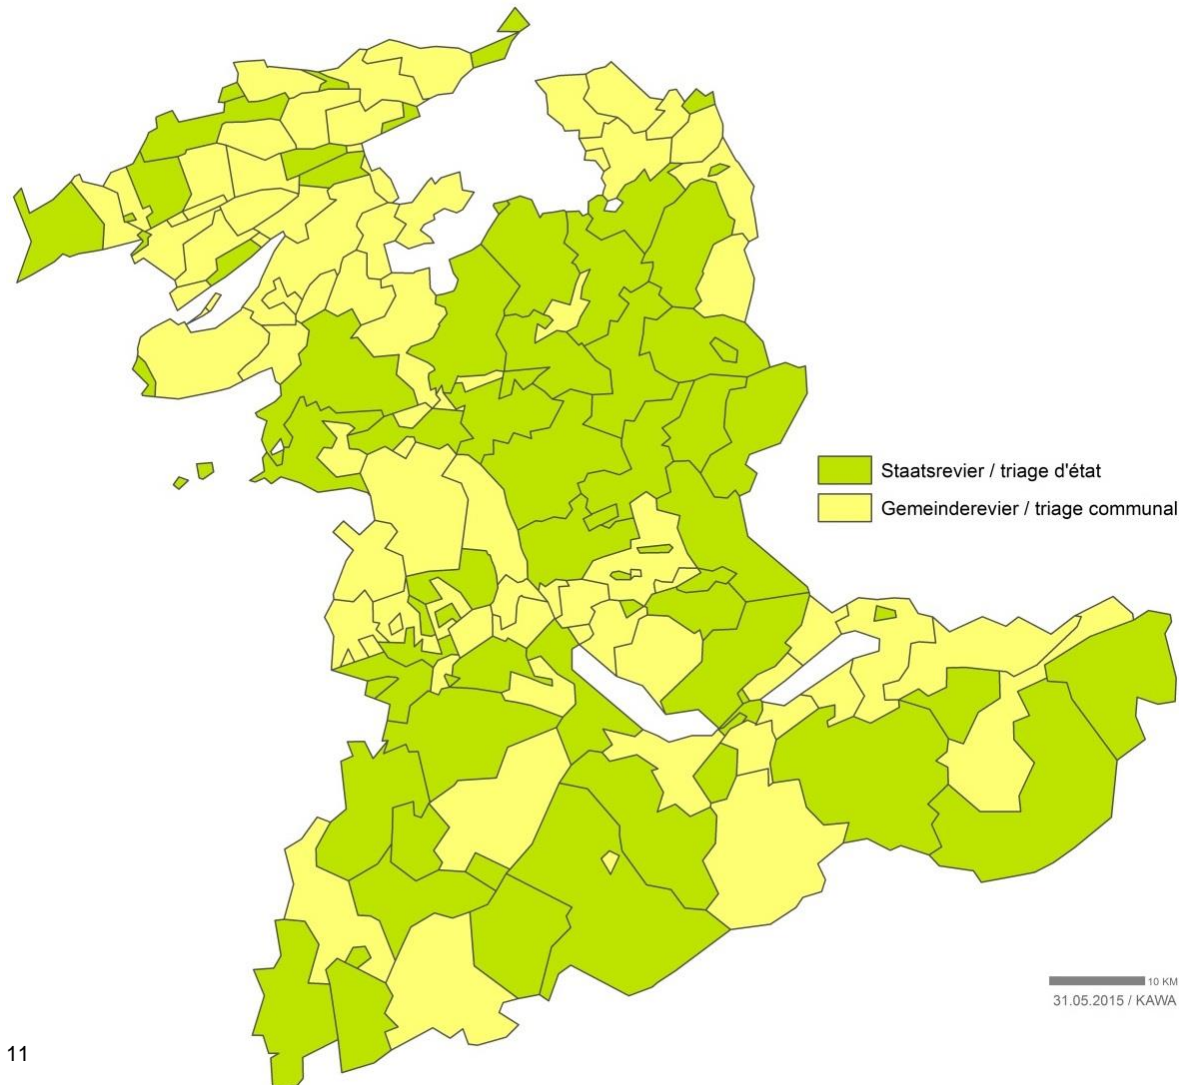 Staatsrevier / triage d'état
Gemeinderevier / triage communal
10 KM
31.05.2015 / KAWA
11